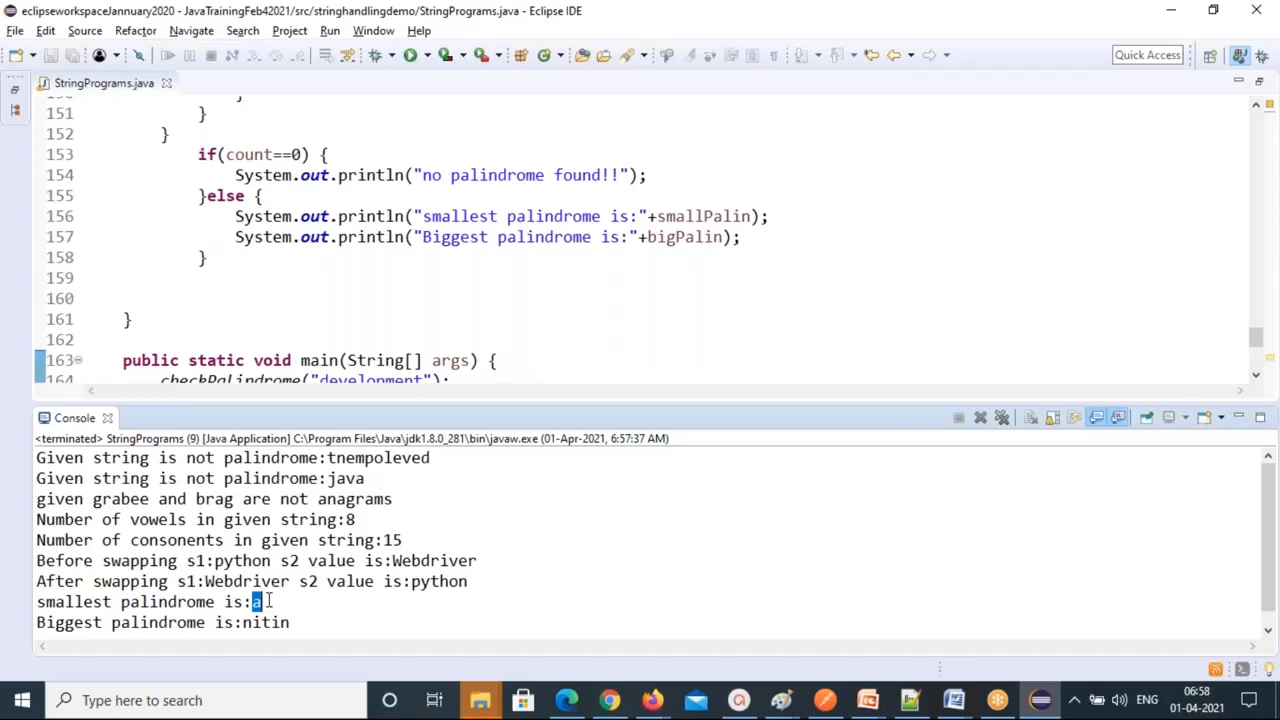 eclipseworkspaceJannuary2020 - JavaTrainingFeb42021/src/stringhandlingdemo/StringPrograms.java - Eclipse IDE
File Edit Source Refactor Navigate Search Project Run Window Help
Quick Access
StringPrograms.java
151 }
152 }
153 if(count==0) {
154 System.out.println("no palindrome found!!");
155 }else {
156 System.out.println("smallest palindrome is:"+smallPalin);
157 System.out.println("Biggest palindrome is:"+bigPalin);
158 }
159
160
161 }
162
163 public static void main(String[] args) {
164 checkPalindrome("development");
Console
<terminated> StringPrograms (9) [Java Application] C:\Program Files\Java\jdk1.8.0_281\bin\javaw.exe (01-Apr-2021, 6:57:37 AM)
Given string is not palindrome:tnempoleved
Given string is not palindrome:java
given grabee and brag are not anagrams
Number of vowels in given string:8
Number of consonents in given string:15
Before swapping s1:python s2 value is:Webdriver
After swapping s1:Webdriver s2 value is:python
smallest palindrome is:a
Biggest palindrome is:nitin
Type here to search
ENG
06:58
01-04-2021